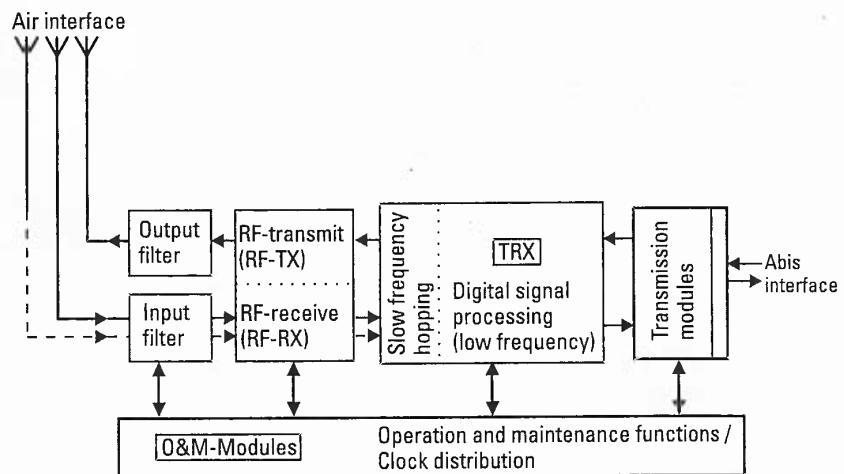 Air interface
Output
filter
RF-transmit
(RF-TX)
Input
filter
RF-receive
(RF-RX)
Slow frequency
hopping
TRX
Digital signal
processing
(low frequency)
Transmission
modules
Abis
interface
O&M-Modules
Operation and maintenance functions /
Clock distribution